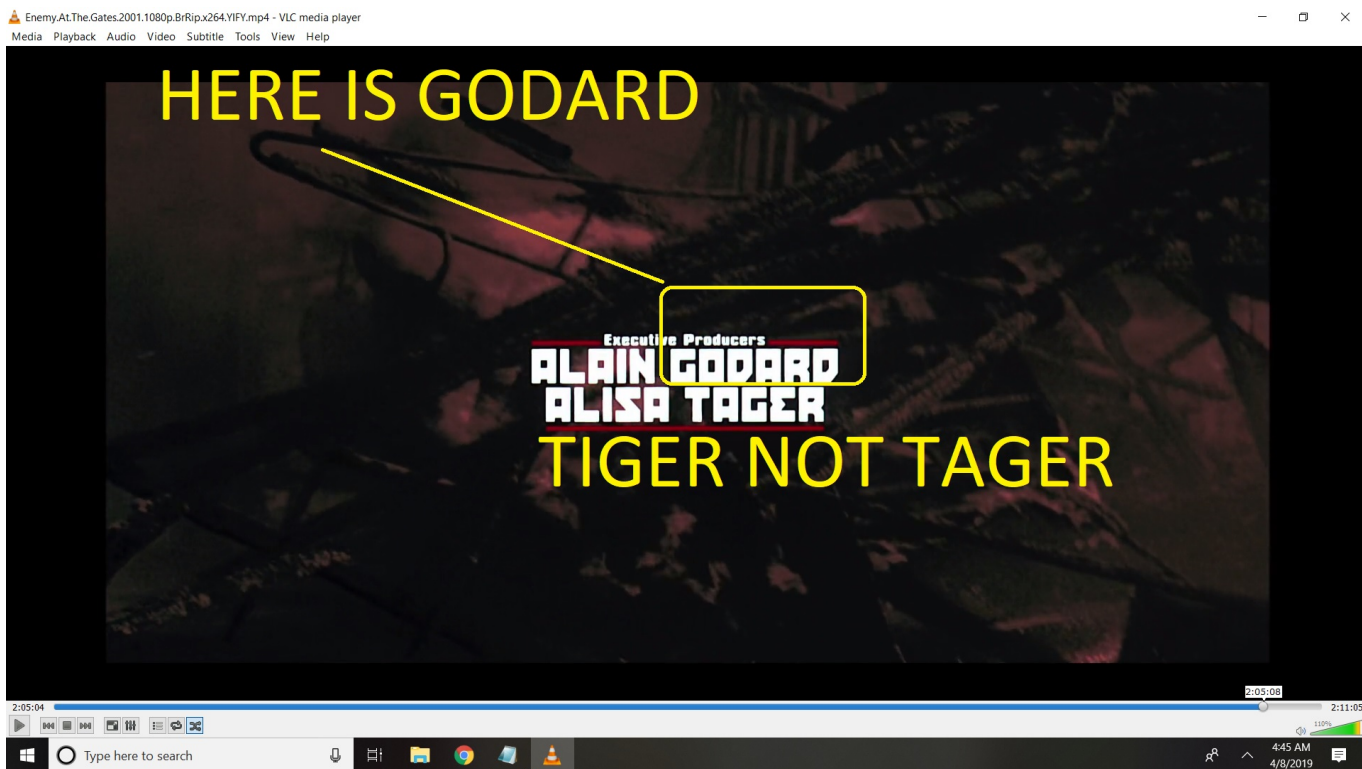 Enemy.At.The.Gates.2001.1080p.BrRip.x264.YIFY.mp4 - VLC media player
Media Playback Audio Video Subtitle Tools View Help
HERE IS GODARD
Executive Producers
ALAIN GODARD
ALISA TAGER
TIGER NOT TAGER
2:05:08
2:05:04
2:11:05
110%
Type here to search
4:45 AM
4/8/2019